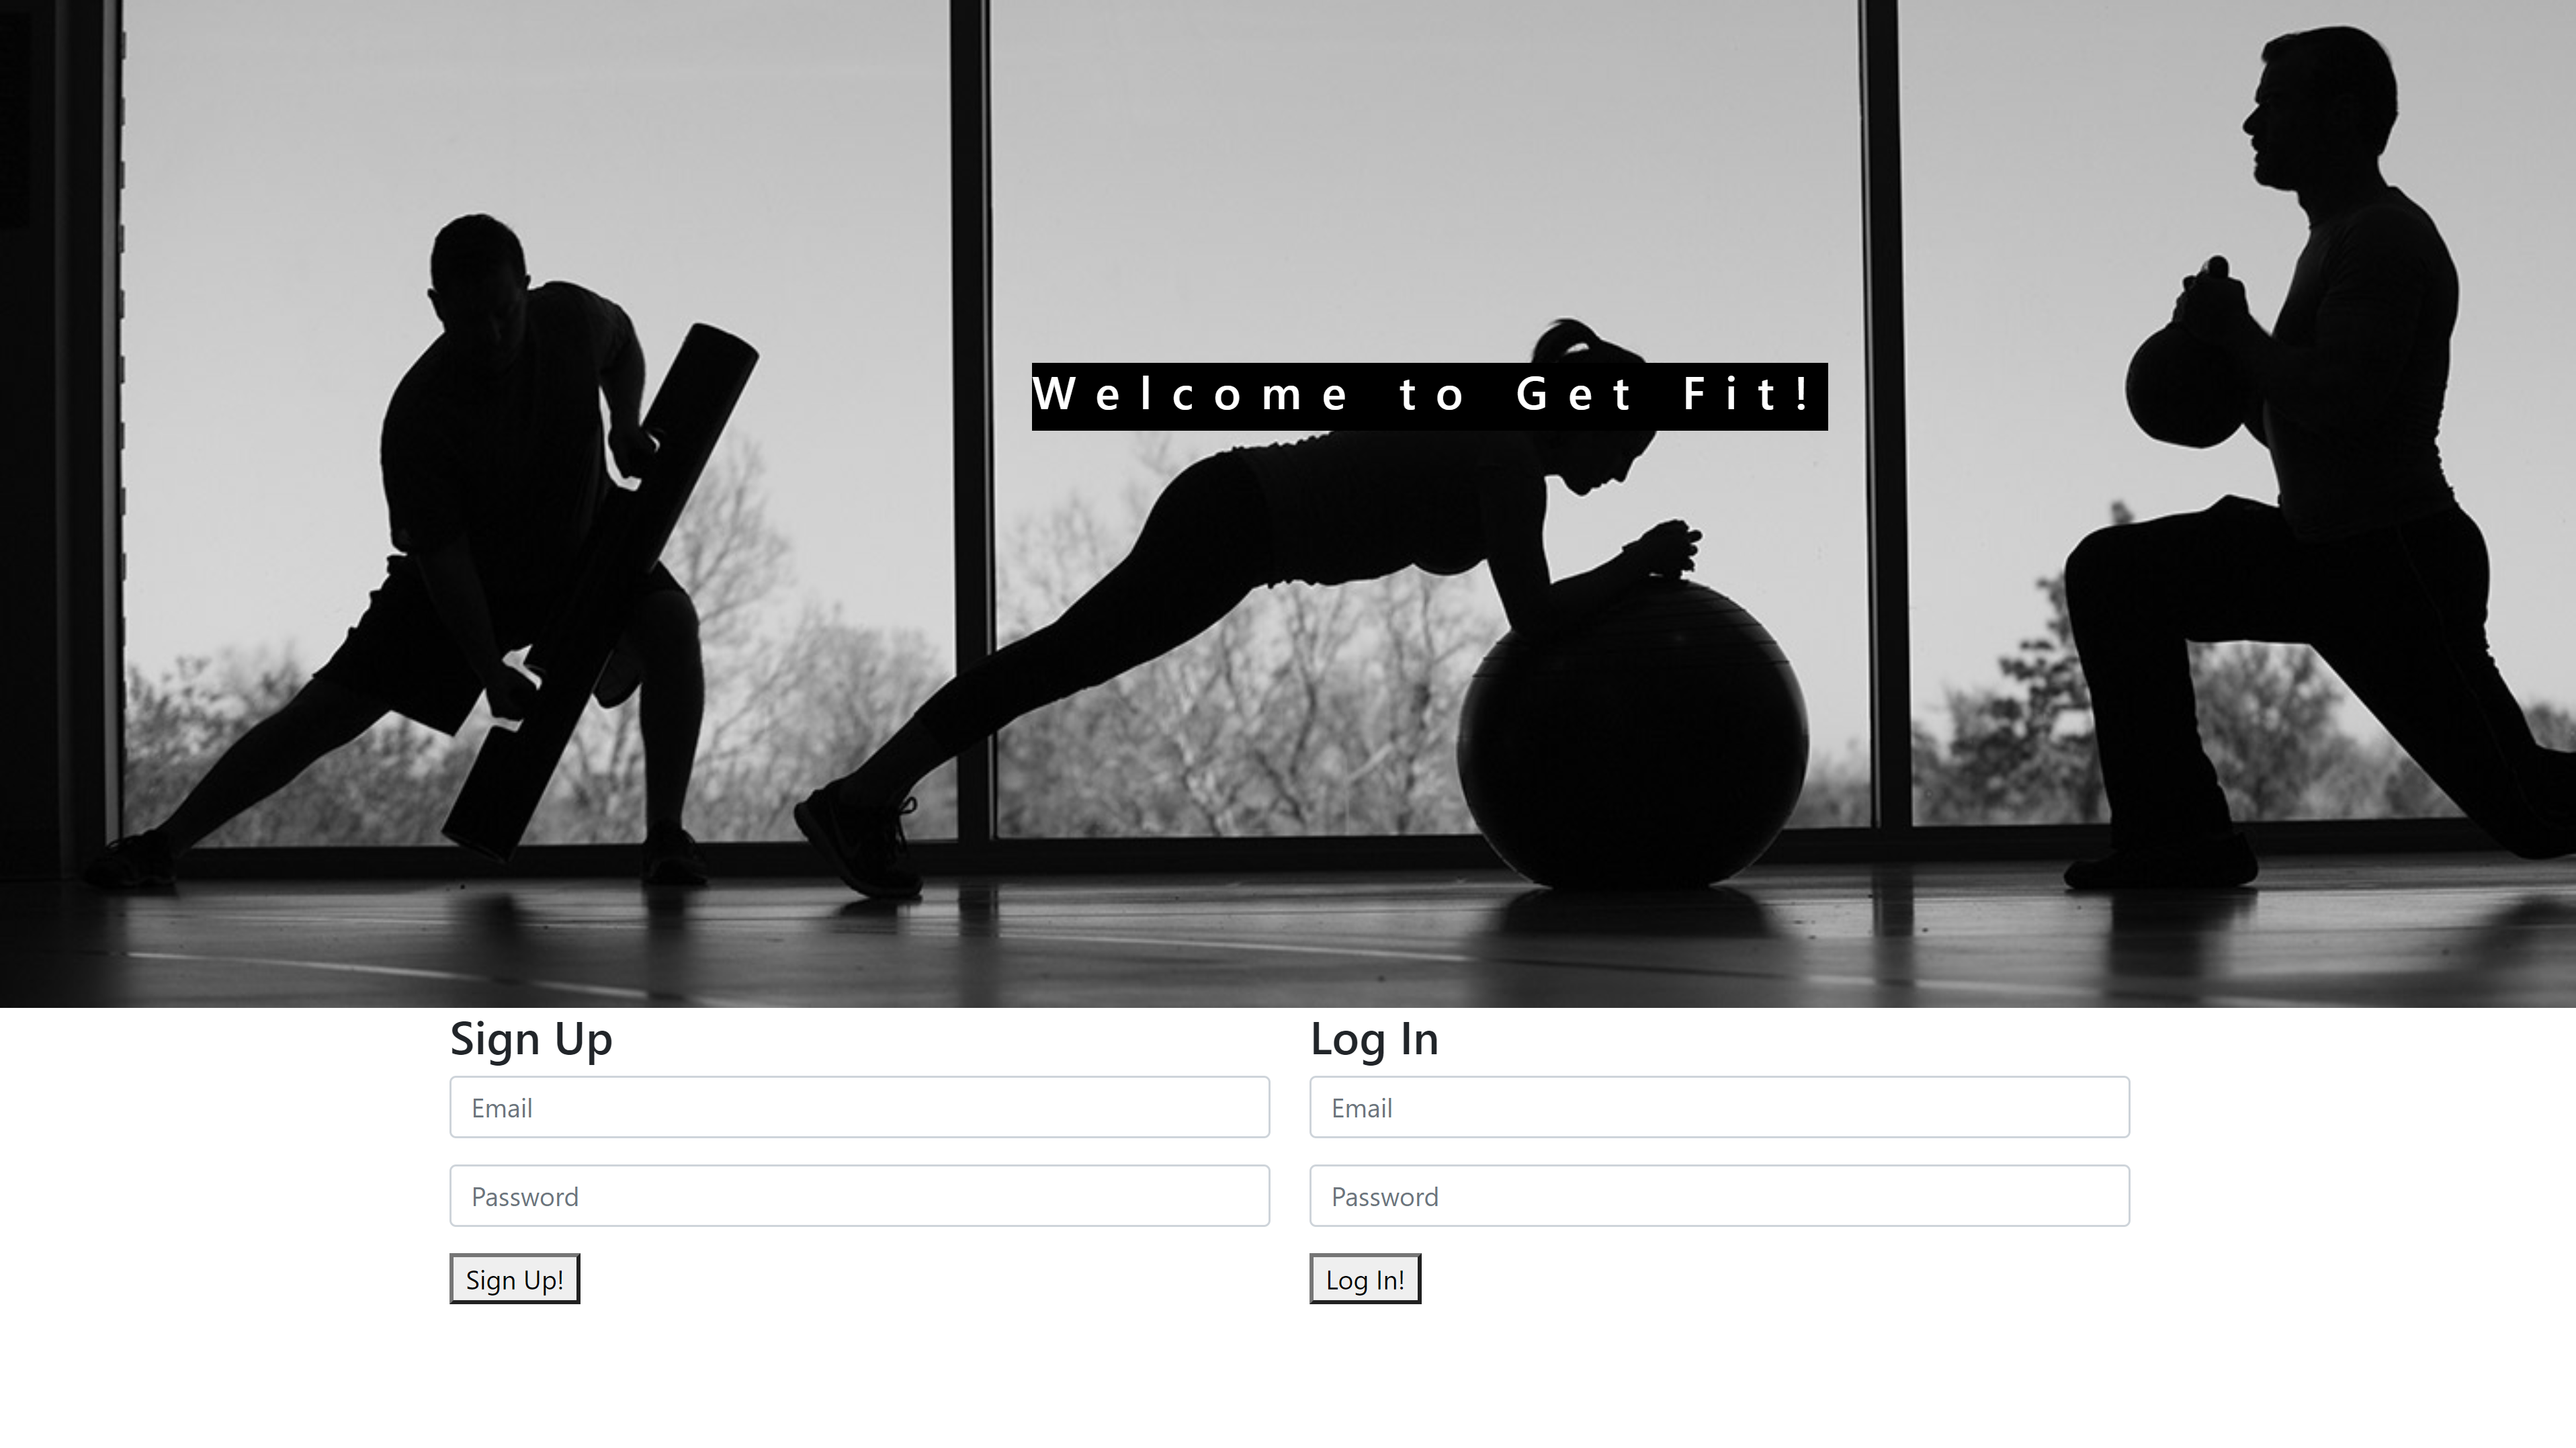 Welcome to Get Fit!
Sign Up
Email
Password
Sign Up!
Log In
Email
Password
Log In!